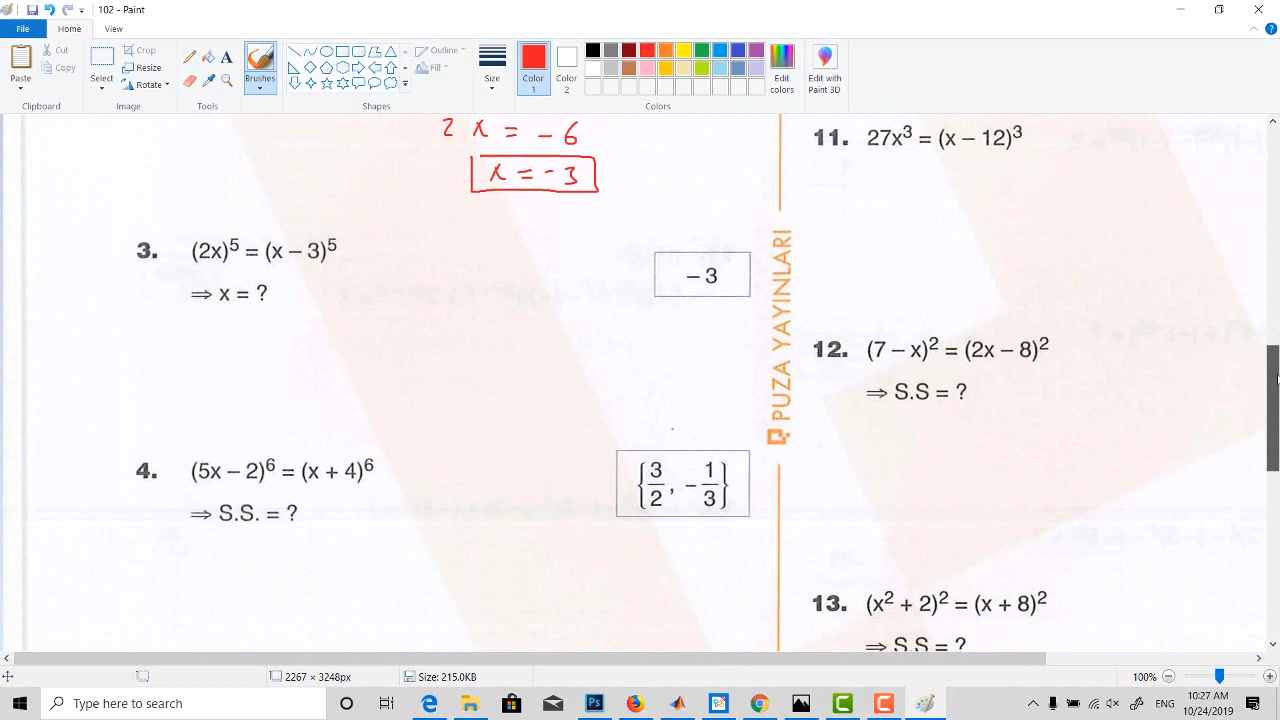 102 - Paint
File
Home
View
Paste
Cut
Copy
Clipboard
Select
Crop
Resize
Rotate
Image
Tools
Brushes
Outline
Fill
Shapes
Size
Color 1
Color 2
Edit colors
Edit with Paint 3D
Colors
2 x = - 6
x = - 3
3. (2x)⁵ = (x – 3)⁵
⇒ x = ?
– 3
4. (5x – 2)⁶ = (x + 4)⁶
⇒ S.S. = ?
{3/2, – 1/3}
PUZA YAYINLARI
11. 27x³ = (x – 12)³
12. (7 – x)² = (2x – 8)²
⇒ S.S = ?
13. (x² + 2)² = (x + 8)²
⇒ S.S = ?
2267 × 3248px
Size: 215.0KB
100%
Type here to search
ENG
10:27 AM
10/24/2019